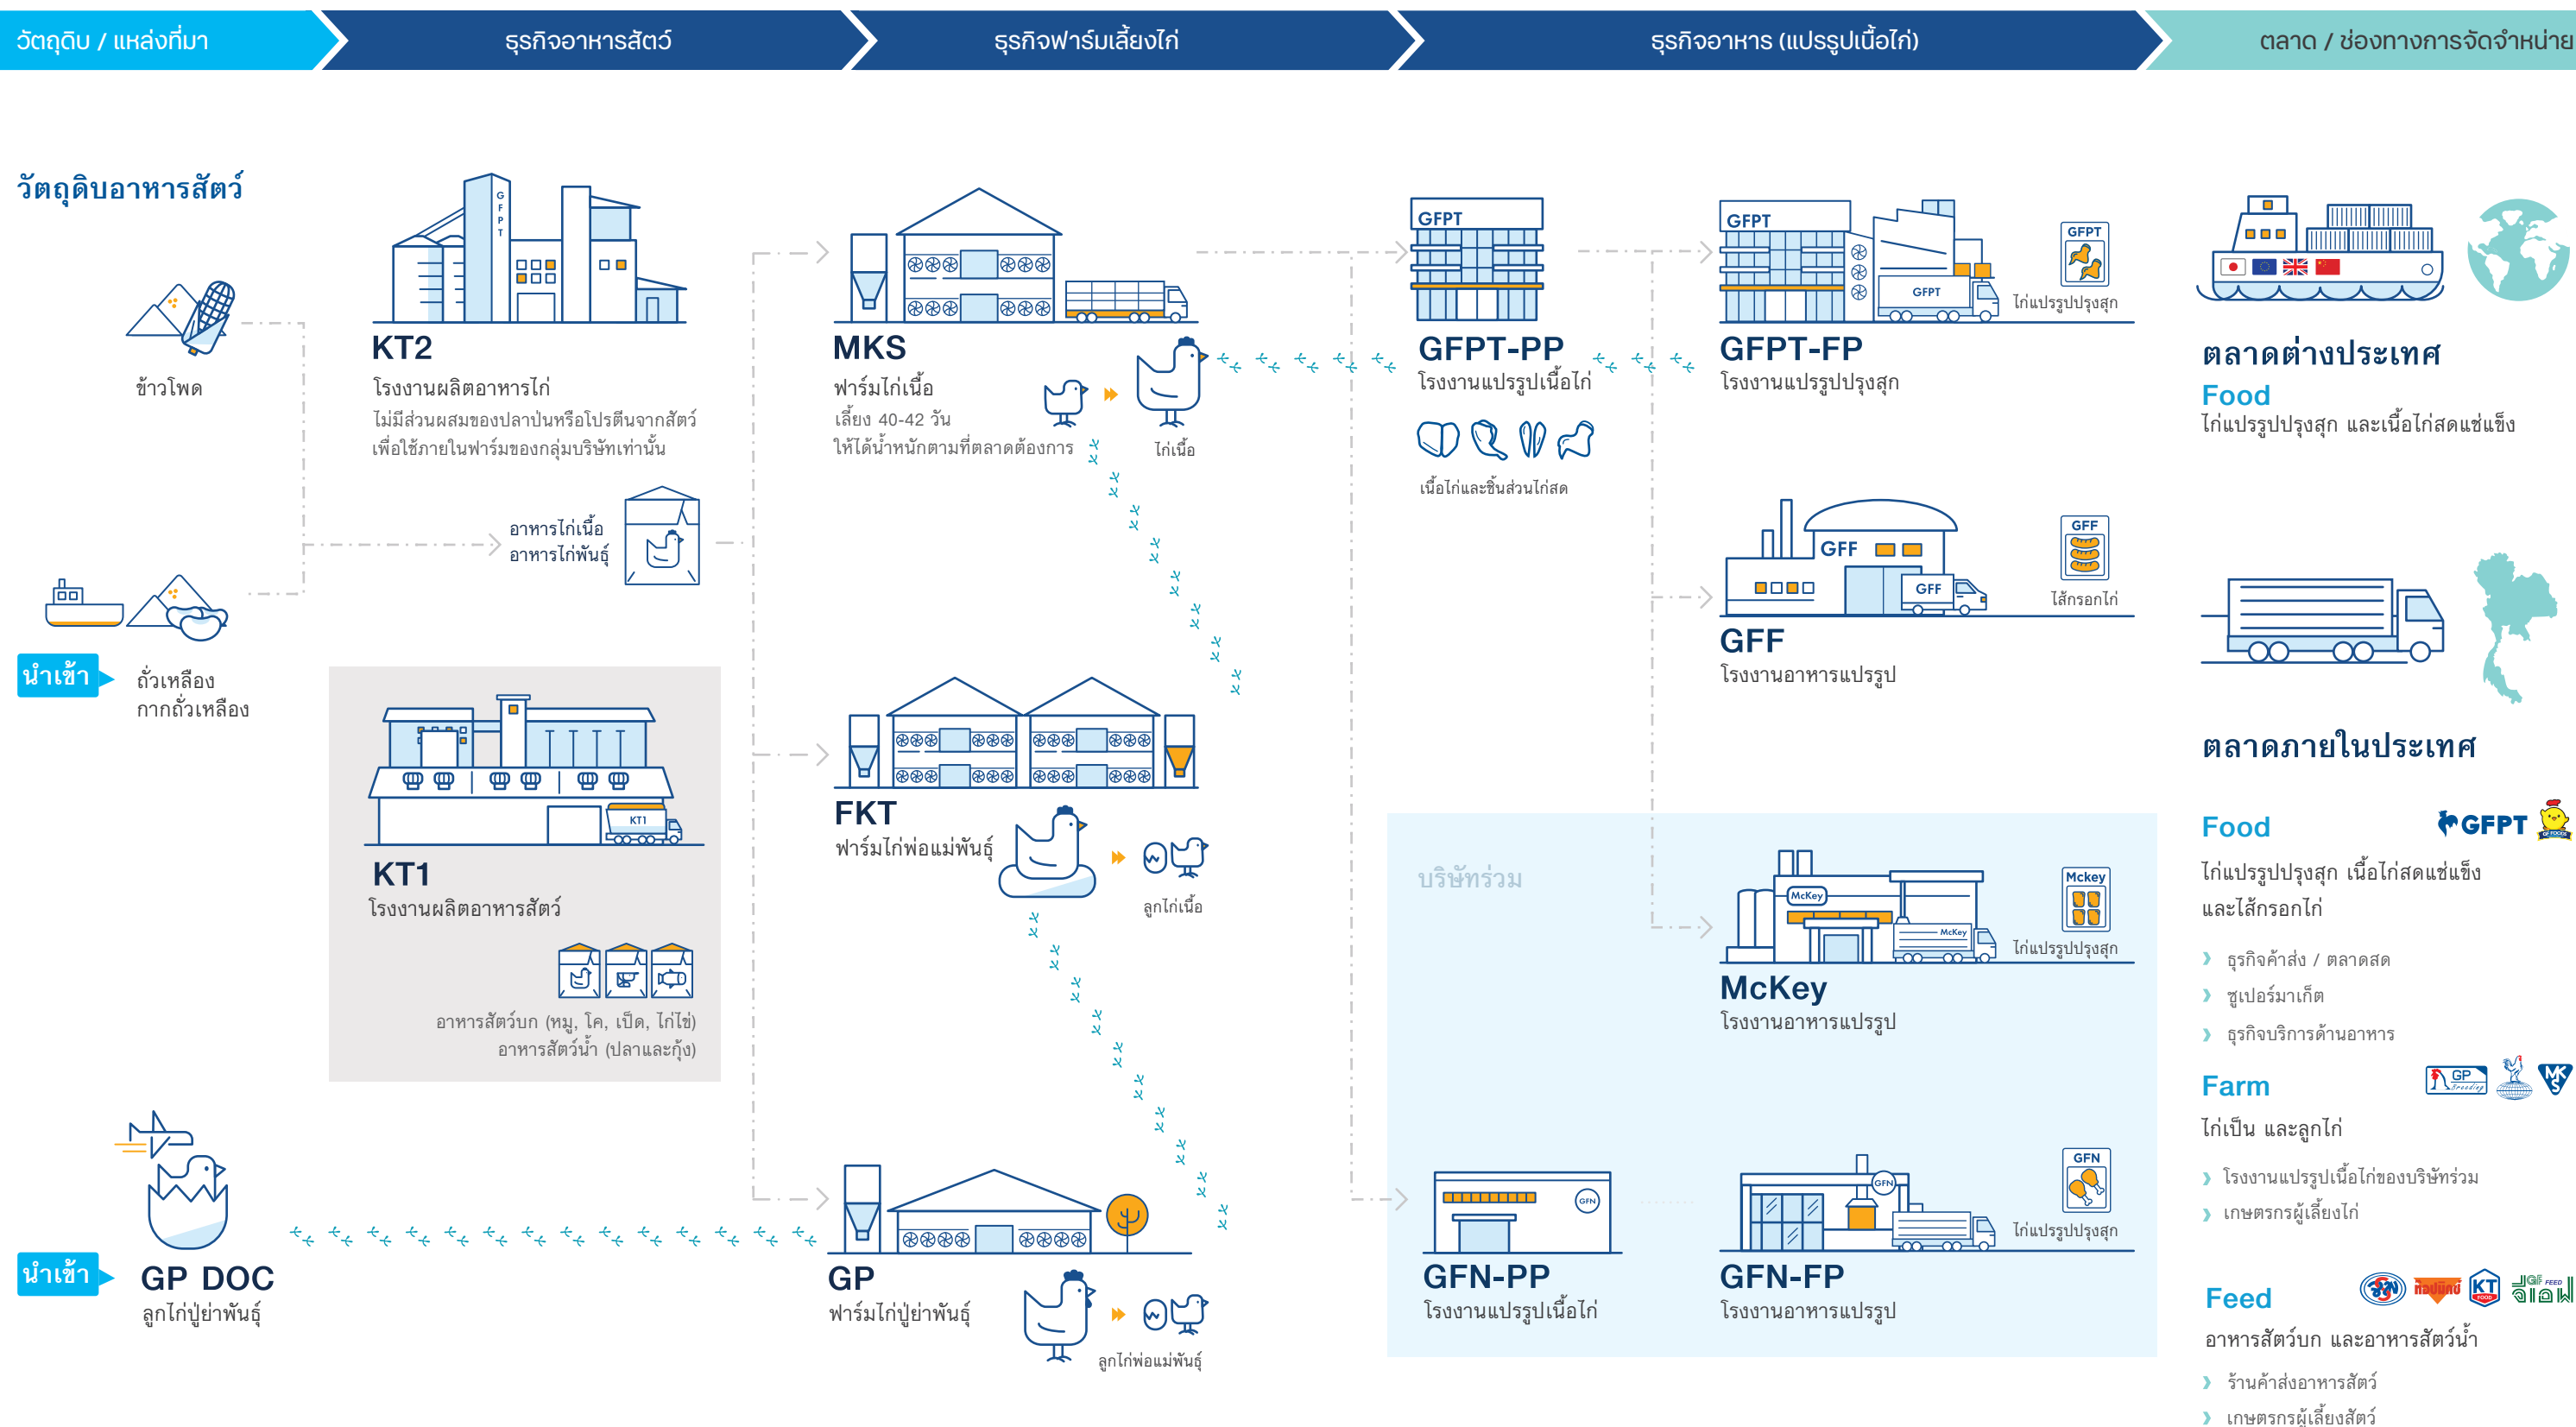 วัตถุดิบ / แหล่งที่มา
ธุรกิจอาหารสัตว์
ธุรกิจฟาร์มเลี้ยงไก่
ธุรกิจอาหาร (แปรรูปเนื้อไก่)
ตลาด / ช่องทางการจัดจำหน่าย
วัตถุดิบอาหารสัตว์
ข้าวโพด
นำเข้า
ถั่วเหลือง
กากถั่วเหลือง
นำเข้า
GP DOC
ลูกไก่ปู่ย่าพันธุ์
GFPT
KT2
โรงงานผลิตอาหารไก่
ไม่มีส่วนผสมของปลาป่นหรือโปรตีนจากสัตว์
เพื่อใช้ภายในฟาร์มของกลุ่มบริษัทเท่านั้น
อาหารไก่เนื้อ
อาหารไก่พันธุ์
KT1
KT1
โรงงานผลิตอาหารสัตว์
อาหารสัตว์บก (หมู, โค, เป็ด, ไก่ไข่)
อาหารสัตว์น้ำ (ปลาและกุ้ง)
MKS
ฟาร์มไก่เนื้อ
เลี้ยง 40-42 วัน
ให้ได้น้ำหนักตามที่ตลาดต้องการ
ไก่เนื้อ
FKT
ฟาร์มไก่พ่อแม่พันธุ์
ลูกไก่เนื้อ
GP
ฟาร์มไก่ปู่ย่าพันธุ์
ลูกไก่พ่อแม่พันธุ์
GFPT
GFPT-PP
โรงงานแปรรูปเนื้อไก่
เนื้อไก่และชิ้นส่วนไก่สด
GFPT
GFPT
GFPT
ไก่แปรรูปปรุงสุก
GFPT-FP
โรงงานแปรรูปปรุงสุก
GFF
GFF
GFF
ไส้กรอกไก่
GFF
โรงงานอาหารแปรรูป
บริษัทร่วม
McKey
McKey
Mckey
ไก่แปรรูปปรุงสุก
McKey
โรงงานอาหารแปรรูป
GFN
GFN-PP
โรงงานแปรรูปเนื้อไก่
GFN
GFN
ไก่แปรรูปปรุงสุก
GFN-FP
โรงงานอาหารแปรรูป
ตลาดต่างประเทศ
Food
ไก่แปรรูปปรุงสุก และเนื้อไก่สดแช่แข็ง
ตลาดภายในประเทศ
Food
GFPT
GF FOODS
ไก่แปรรูปปรุงสุก เนื้อไก่สดแช่แข็ง
และไส้กรอกไก่
ธุรกิจค้าส่ง / ตลาดสด
ซูเปอร์มาเก็ต
ธุรกิจบริการด้านอาหาร
Farm
GP
Breeding
MKS
ไก่เป็น และลูกไก่
โรงงานแปรรูปเนื้อไก่ของบริษัทร่วม
เกษตรกรผู้เลี้ยงไก่
Feed
ท็อปมิกซ์
KT
FOOD
GF FEED
จีเอฟ
อาหารสัตว์บก และอาหารสัตว์น้ำ
ร้านค้าส่งอาหารสัตว์
เกษตรกรผู้เลี้ยงสัตว์